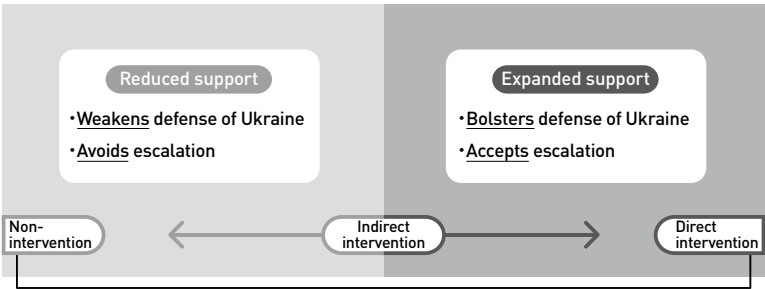 Reduced support
•Weakens defense of Ukraine
•Avoids escalation
Expanded support
•Bolsters defense of Ukraine
•Accepts escalation
Non-
intervention
Indirect
intervention
Direct
intervention